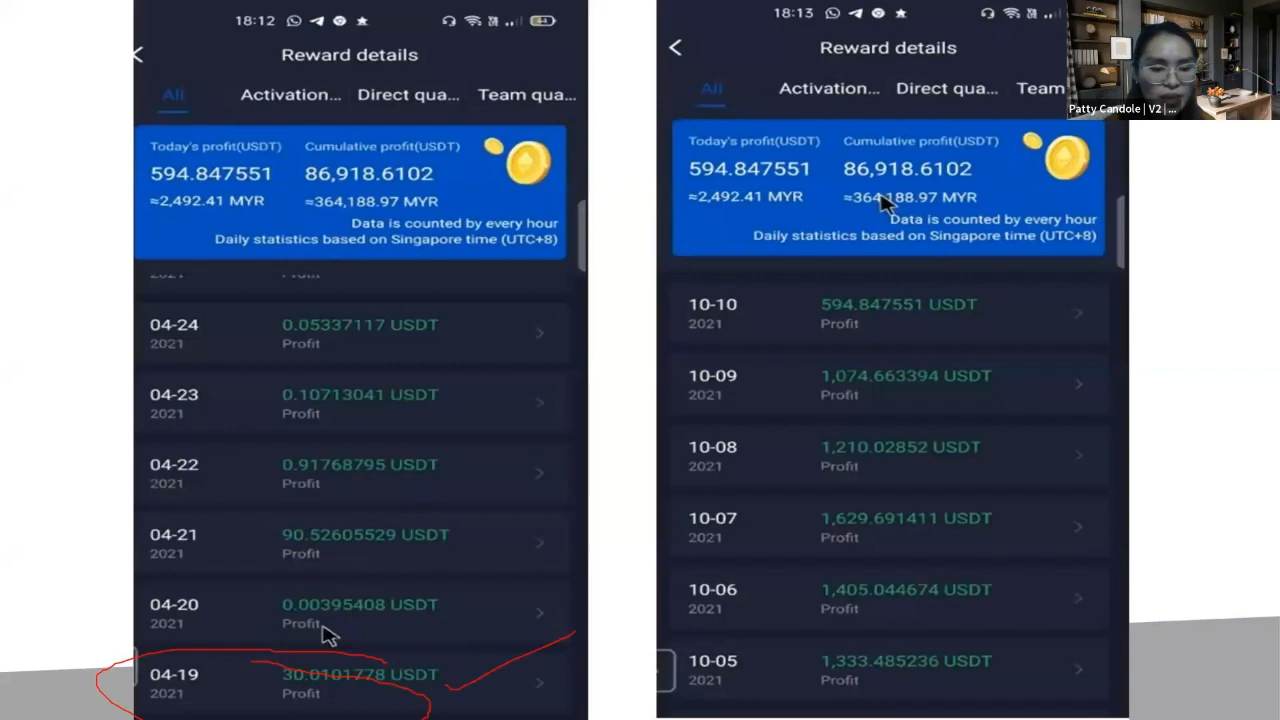 18:12
Reward details
All Activation... Direct qua... Team qua...
Today's profit(USDT) Cumulative profit(USDT)
594.847551 86,918.6102
≈2,492.41 MYR ≈364,188.97 MYR
Data is counted by every hour
Daily statistics based on Singapore time (UTC+8)
04-24 0.05337117 USDT
2021 Profit
04-23 0.10713041 USDT
2021 Profit
04-22 0.91768795 USDT
2021 Profit
04-21 90.52605529 USDT
2021 Profit
04-20 0.00395408 USDT
2021 Profit
04-19 30.0101778 USDT
2021 Profit
18:13
Reward details
All Activation... Direct qua... Team
Today's profit(USDT) Cumulative profit(USDT)
594.847551 86,918.6102
≈2,492.41 MYR ≈364,188.97 MYR
Data is counted by every hour
Daily statistics based on Singapore time (UTC+8)
10-10 594.847551 USDT
2021 Profit
10-09 1,074.663394 USDT
2021 Profit
10-08 1,210.02852 USDT
2021 Profit
10-07 1,629.691411 USDT
2021 Profit
10-06 1,405.044674 USDT
2021 Profit
10-05 1,333.485236 USDT
2021 Profit
Patty Candole | V2 | ...